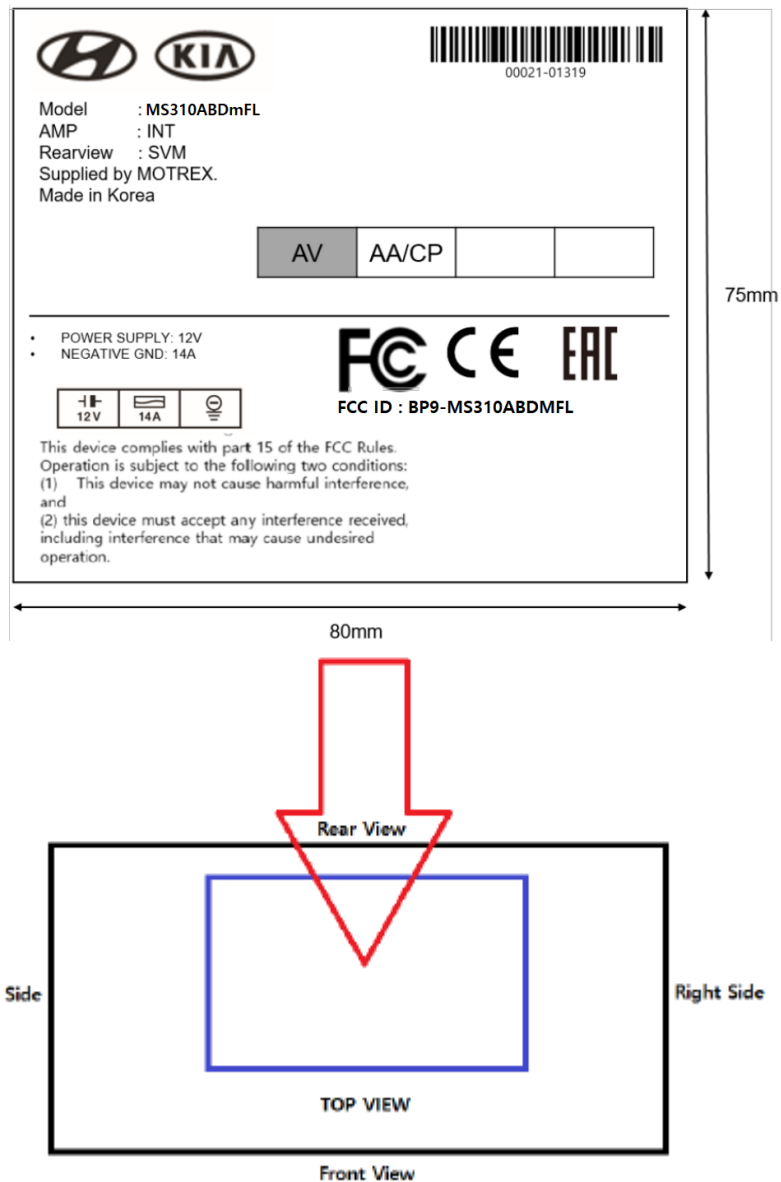 HYUNDAI KIA
00021-01319
Model : MS310ABDmFL
AMP : INT
Rearview : SVM
Supplied by MOTREX.
Made in Korea
AV AA/CP
75mm
• POWER SUPPLY: 12V
• NEGATIVE GND: 14A
FC CE EAC
FCC ID : BP9-MS310ABDMFL
12V 14A
This device complies with part 15 of the FCC Rules.
Operation is subject to the following two conditions:
(1) This device may not cause harmful interference,
and
(2) this device must accept any interference received,
including interference that may cause undesired
operation.
80mm
Rear View
Side
Right Side
TOP VIEW
Front View